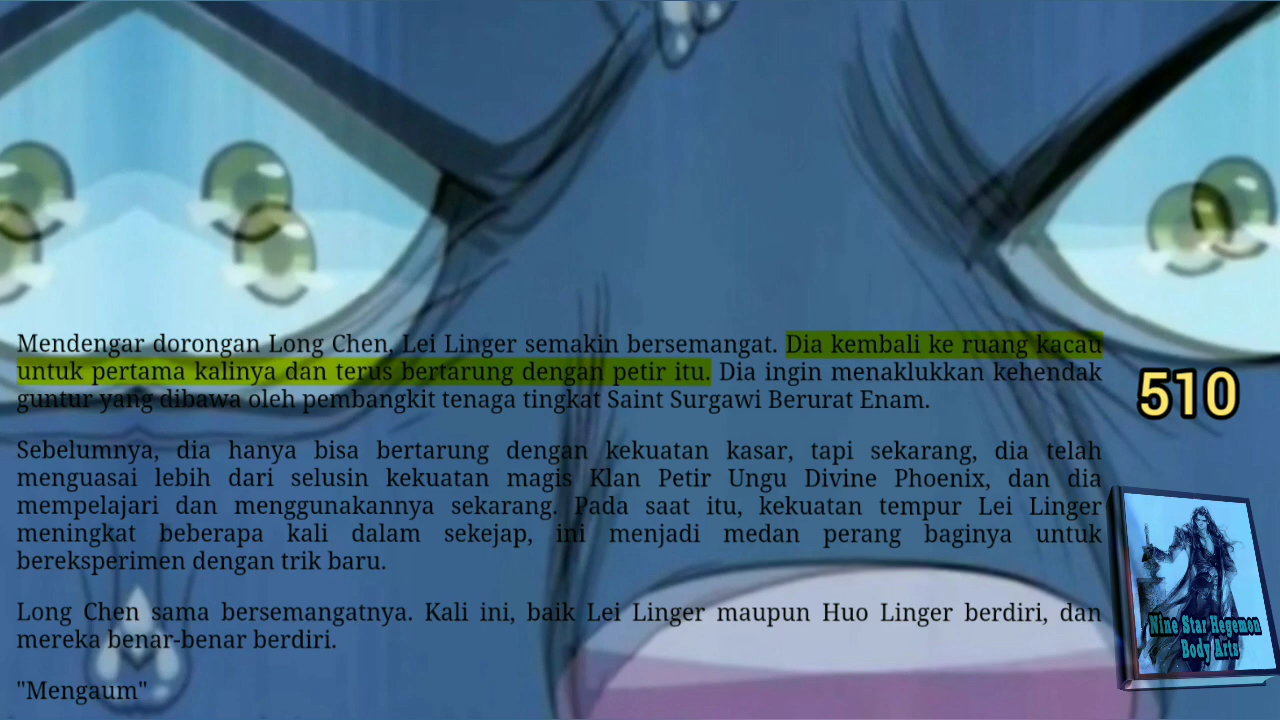 Mendengar dorongan Long Chen, Lei Linger semakin bersemangat. Dia kembali ke ruang kacau
untuk pertama kalinya dan terus bertarung dengan petir itu. Dia ingin menaklukkan kehendak
guntur yang dibawa oleh pembangkit tenaga tingkat Saint Surgawi Berurat Enam.
510
Sebelumnya, dia hanya bisa bertarung dengan kekuatan kasar, tapi sekarang, dia telah
menguasai lebih dari selusin kekuatan magis Klan Petir Ungu Divine Phoenix, dan dia
mempelajari dan menggunakannya sekarang. Pada saat itu, kekuatan tempur Lei Linger
meningkat beberapa kali dalam sekejap, ini menjadi medan perang baginya untuk
bereksperimen dengan trik baru.
Long Chen sama bersemangatnya. Kali ini, baik Lei Linger maupun Huo Linger berdiri, dan
mereka benar-benar berdiri.
"Mengaum"
Nine Star Hegemon
Body Arts